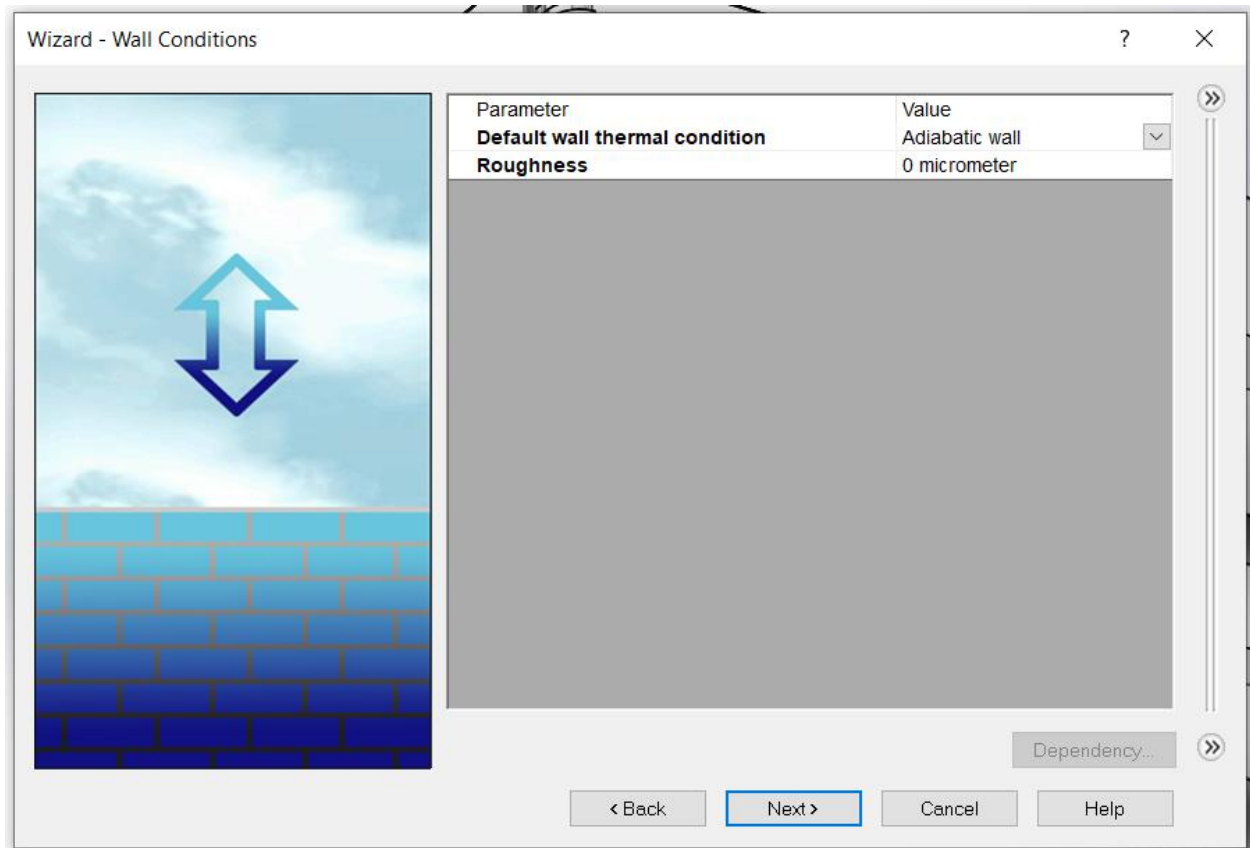 Wizard - Wall Conditions ?
Parameter Value
Default wall thermal condition Adiabatic wall
Roughness 0 micrometer
Dependency...
< Back Next > Cancel Help